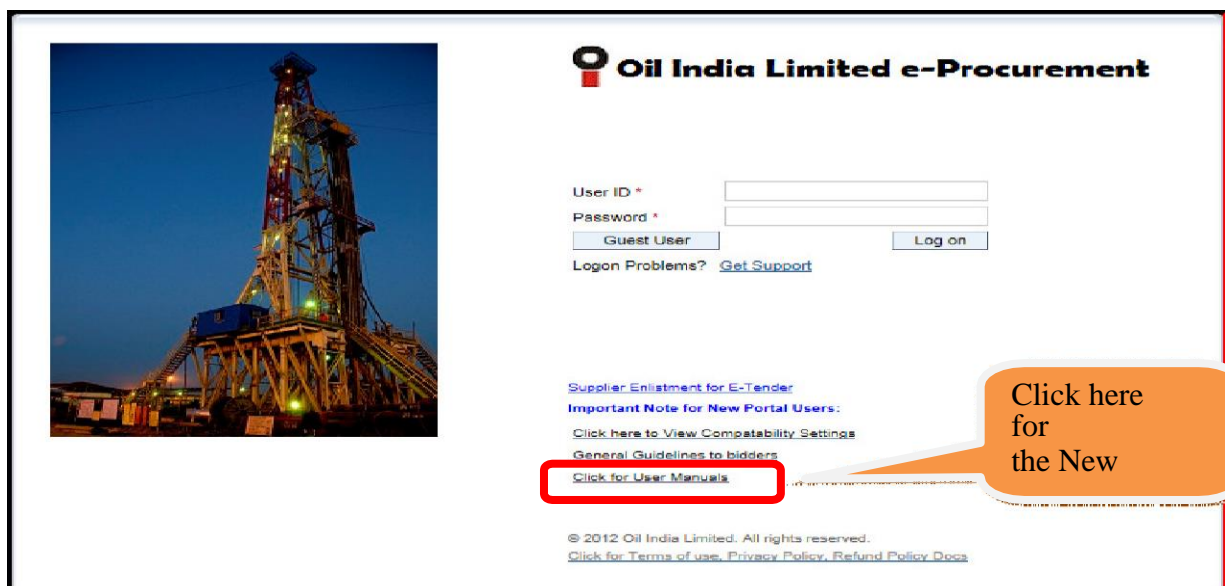 Oil India Limited e-Procurement
User ID *
Password *
Guest User
Log on
Logon Problems? Get Support
Supplier Enlistment for E-Tender
Important Note for New Portal Users:
Click here to View Compatability Settings
General Guidelines to bidders
Click for User Manuals
Click here
for
the New
© 2012 Oil India Limited. All rights reserved.
Click for Terms of use, Privacy Policy, Refund Policy Docs